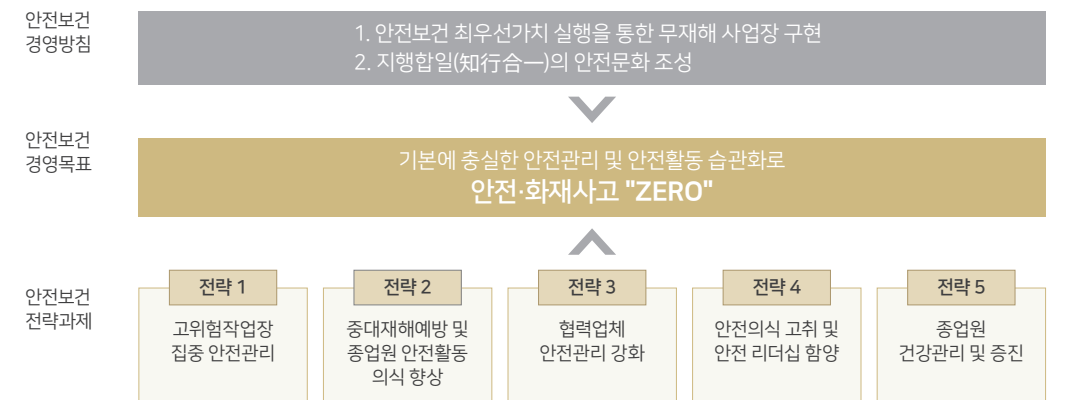 안전보건
경영방침
1. 안전보건 최우선가치 실행을 통한 무재해 사업장 구현
2. 지행합일(知行合一)의 안전문화 조성
안전보건
경영목표
기본에 충실한 안전관리 및 안전활동 습관화로
안전·화재사고 "ZERO"
안전보건
전략과제
전략 1
고위험작업장
집중 안전관리
전략 2
중대재해예방 및
종업원 안전활동
의식 향상
전략 3
협력업체
안전관리 강화
전략 4
안전의식 고취 및
안전 리더십 함양
전략 5
종업원
건강관리 및 증진